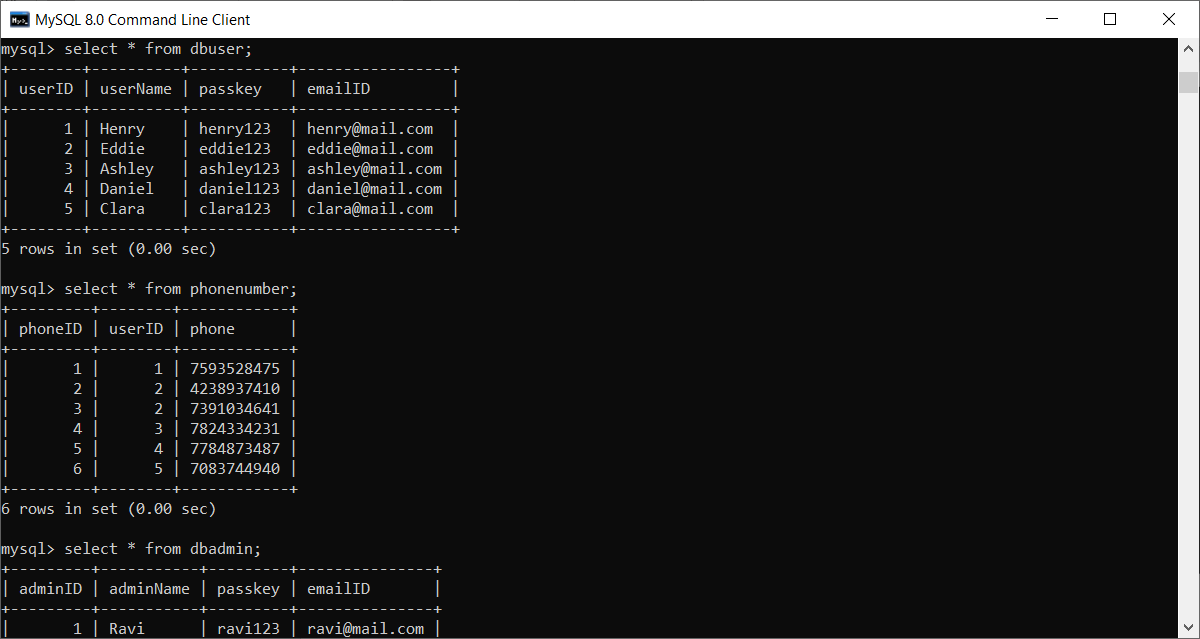 MySQL 8.0 Command Line Client
mysql> select * from dbuser;
+--------+----------+-----------+-----------------+
| userID | userName | passkey   | emailID         |
+--------+----------+-----------+-----------------+
|      1 | Henry    | henry123  | henry@mail.com  |
|      2 | Eddie    | eddie123  | eddie@mail.com  |
|      3 | Ashley   | ashley123 | ashley@mail.com |
|      4 | Daniel   | daniel123 | daniel@mail.com |
|      5 | Clara    | clara123  | clara@mail.com  |
+--------+----------+-----------+-----------------+
5 rows in set (0.00 sec)

mysql> select * from phonenumber;
+---------+--------+------------+
| phoneID | userID | phone      |
+---------+--------+------------+
|       1 |      1 | 7593528475 |
|       2 |      2 | 4238937410 |
|       3 |      2 | 7391034641 |
|       4 |      3 | 7824334231 |
|       5 |      4 | 7784873487 |
|       6 |      5 | 7083744940 |
+---------+--------+------------+
6 rows in set (0.00 sec)

mysql> select * from dbadmin;
+---------+-----------+---------+---------------+
| adminID | adminName | passkey | emailID       |
+---------+-----------+---------+---------------+
|       1 | Ravi      | ravi123 | ravi@mail.com |